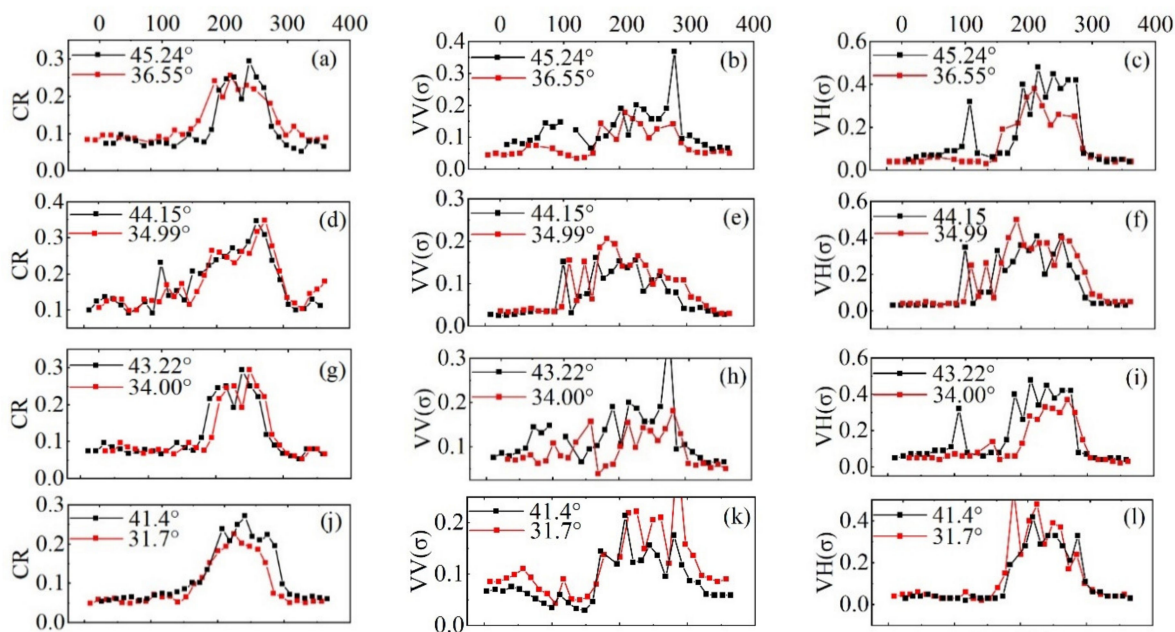 0 100 200 300 400 0 100 200 300 400 0 100 200 300 400
0.3 0.2 0.1 0.0 CR 45.24° 36.55° (a)
0.4 0.3 0.2 0.1 0.0 VV(σ) 45.24° 36.55° (b)
0.6 0.4 0.2 0.0 VH(σ) 45.24° 36.55° (c)
0.4 0.3 0.2 0.1 CR 44.15° 34.99° (d)
0.3 0.2 0.1 0.0 VV(σ) 44.15° 34.99° (e)
0.6 0.4 0.2 0.0 VH(σ) 44.15 34.99 (f)
0.3 0.2 0.1 0.0 CR 43.22° 34.00° (g)
0.3 0.2 0.1 VV(σ) 43.22° 34.00° (h)
0.6 0.4 0.2 0.0 VH(σ) 43.22° 34.00° (i)
0.3 0.2 0.1 0.0 CR 41.4° 31.7° (j)
0.2 0.1 0.0 VV(σ) 41.4° 31.7° (k)
0.4 0.2 0.0 VH(σ) 41.4° 31.7° (l)